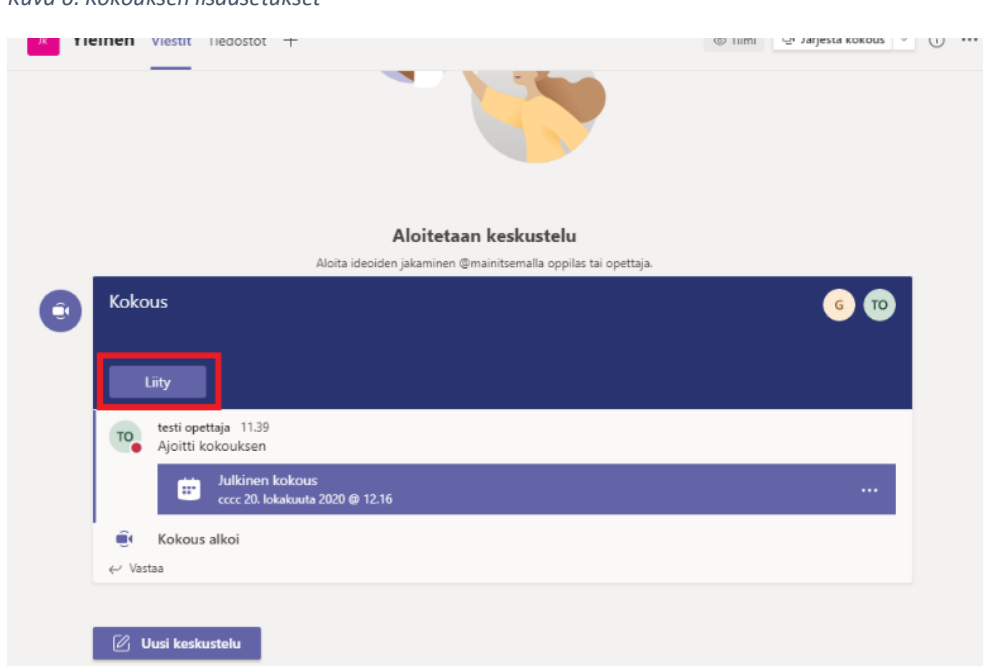 Kuva 6. Kokouksen lisäasetukset
JK Yleinen Viestit Tiedostot + Tiimi Järjestä kokous
Aloitetaan keskustelu
Aloita ideoiden jakaminen @mainitsemalla oppilas tai opettaja.
Kokous G TO
Liity
TO testi opettaja 11.39
Ajoitti kokouksen
Julkinen kokous
cccc 20. lokakuuta 2020 @ 12.16
Kokous alkoi
Vastaa
Uusi keskustelu